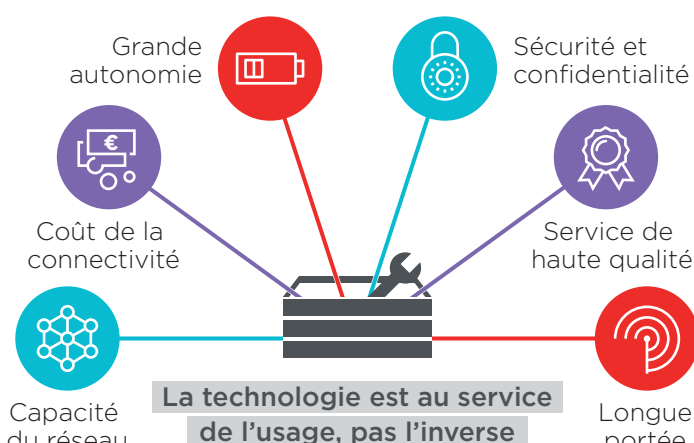 Grande
autonomie
Sécurité et
confidentialité
€
Coût de la
connectivité
Service de
haute qualité
Capacité
du réseau
La technologie est au service
de l'usage, pas l'inverse
Longue
portée